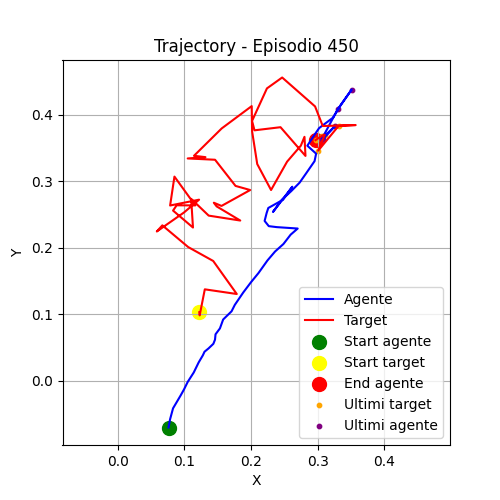 Trajectory - Episodio 450
Y
0.4
0.3
0.2
0.1
0.0
0.0
0.1
0.2
0.3
0.4
X
Agente
Target
Start agente
Start target
End agente
Ultimi target
Ultimi agente